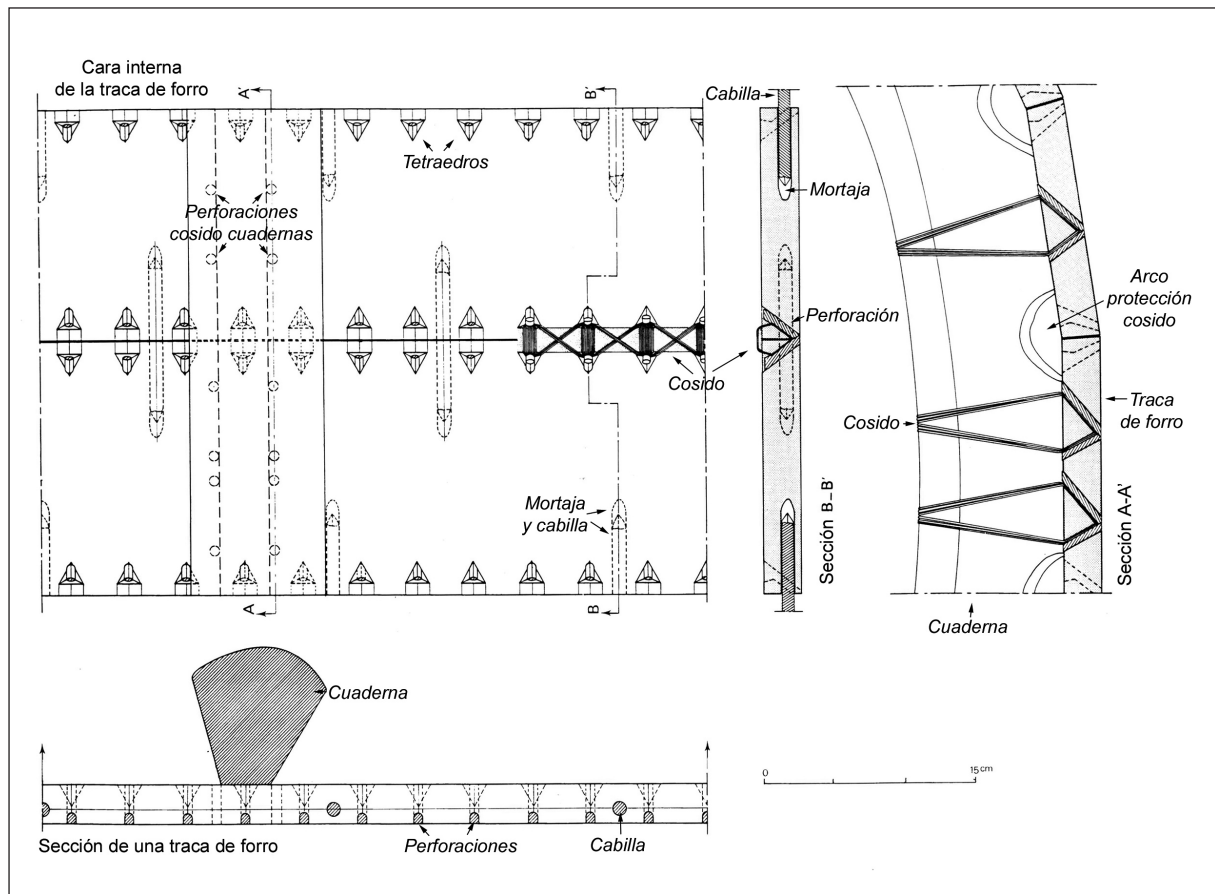 Cara interna
de la traca de forro
A'
B'
Cabilla
Tetraedros
Mortaja
Perforaciones
cosido cuadernas
Arco
protección
cosido
Perforación
Cosido
Cosido
Traca
de forro
Mortaja
y cabilla
Sección B-B'
Sección A-A'
A
B
Cuaderna
Cuaderna
0
15 cm
Sección de una traca de forro
Perforaciones
Cabilla